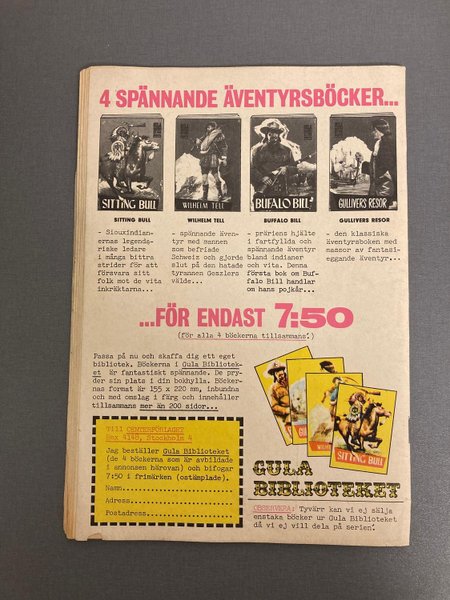 4 SPÄNNANDE ÄVENTYRSBÖCKER...
SITTING BULL
WILHELM TELL
BUFALO BILL
GULLIVERS RESOR
SITTING BULL
WILHELM TELL
BUFFALO BILL
GULLIVERS RESOR
- Siouxindian-
ernas legenda-
riske ledare
i många bittra
strider för att
försvara sitt
folk mot de vita
inkräktarna...
- spännande även-
tyr med mannen
som befriade
Schweiz och gjorde
slut på den hatade
tyrannen Geszlers
välde...
- präriens hjälte
i fartfyllda och
spännande äventyr
bland indianer
och vita. Denna
första bok om Buf-
falo Bill handlar
om hans pojkår...
- den klassiska
äventyrsboken med
massor av fantasi-
eggande äventyr...
...FÖR ENDAST 7:50
(för alla 4 böckerna tillsammans!)
Passa på nu och skaffa dig ett eget
bibliotek. Böckerna i Gula Bibliotek-
et är fantastiskt spännande. De pry-
der sin plats i din bokhylla. Böcker-
nas format är 155 x 220 mm, inbundna
och med omslag i färg och innehåller
tillsammans mer än 200 sidor...
Till CENTERFÖRLAGET
Box 4148, Stockholm 4
Jag beställer Gula Biblioteket
(de 4 böckerna som är avbildade
i annonsen härovan) och bifogar
7:50 i frimärken (ostämplade).
Namn
Adress
Postadress
WILHELM
SITTING BULL
GULA
BIBLIOTEKET
OBSERVERA: Tyvärr kan vi ej sälja
enstaka böcker ur Gula Biblioteket
då vi ej vill dela på serien!